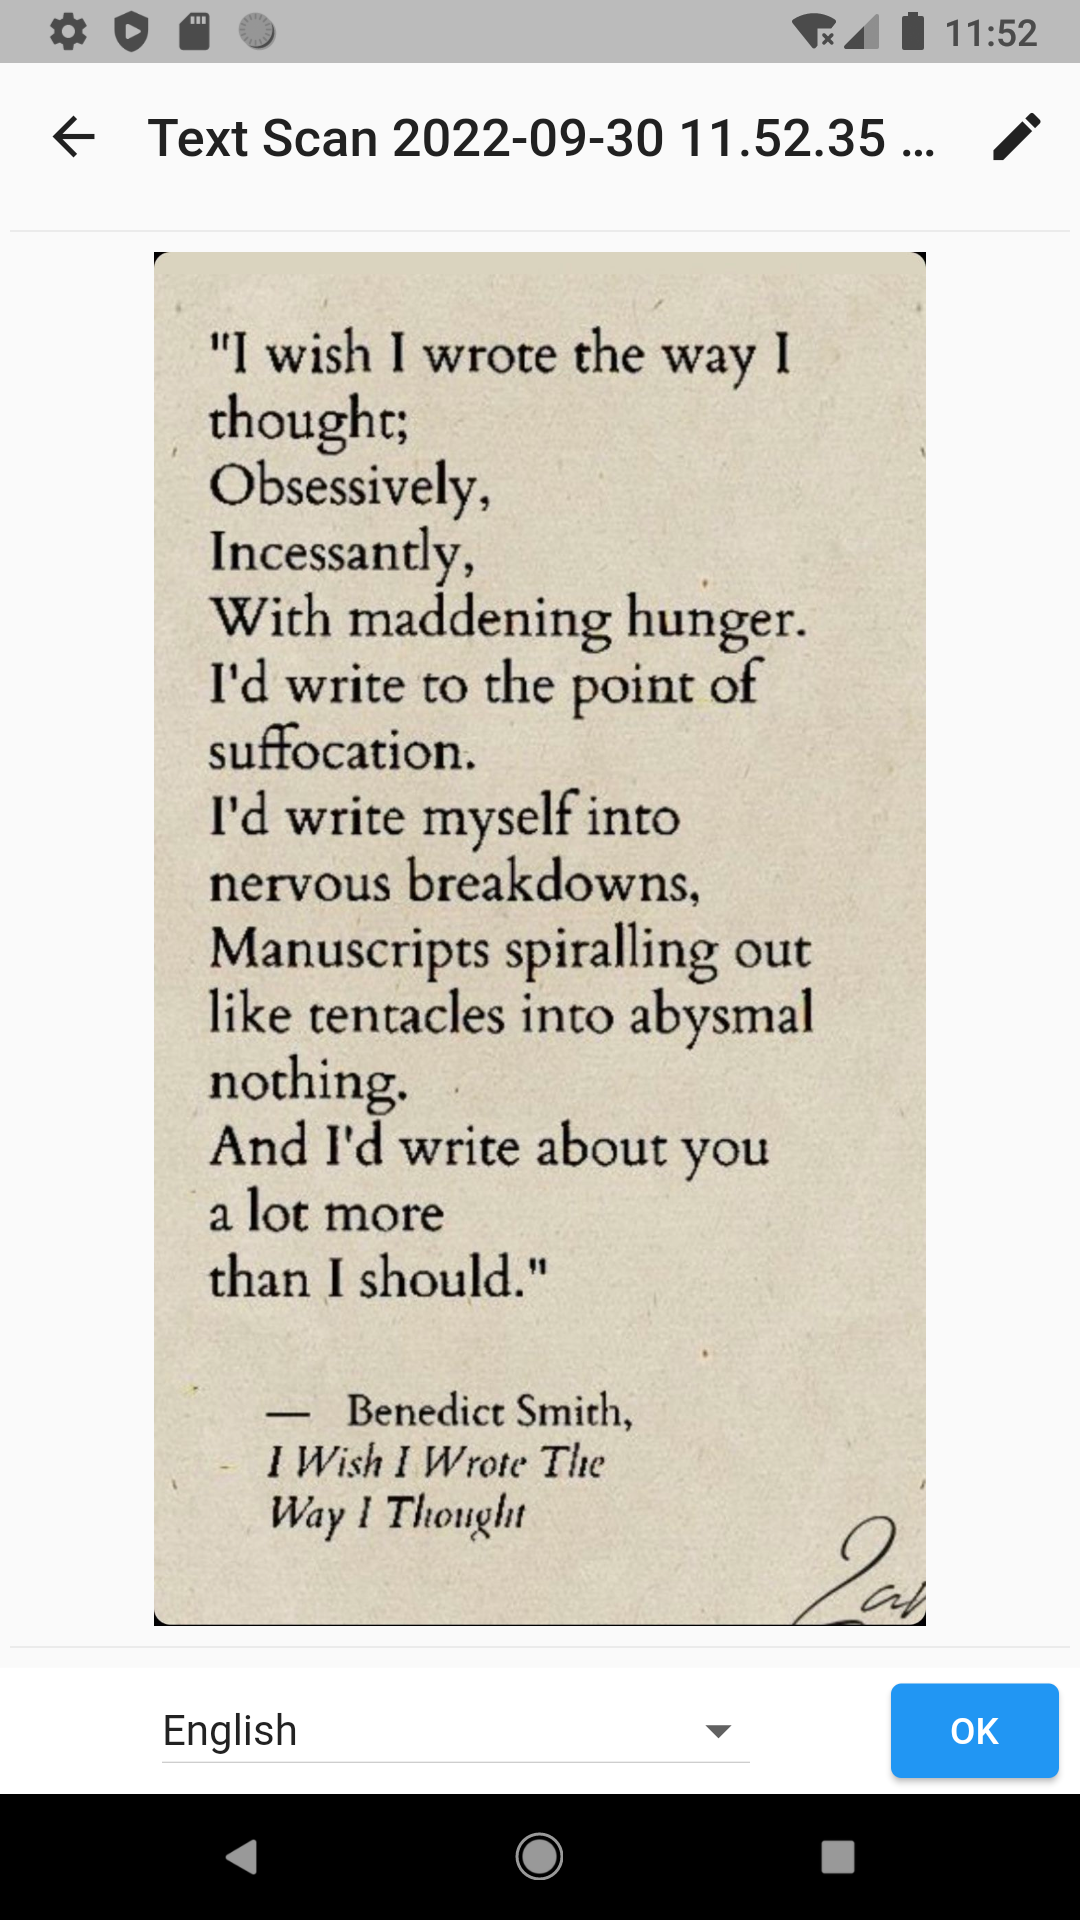 11:52
Text Scan 2022-09-30 11.52.35 ...
"I wish I wrote the way I
thought;
Obsessively,
Incessantly,
With maddening hunger.
I'd write to the point of
suffocation.
I'd write myself into
nervous breakdowns,
Manuscripts spiralling out
like tentacles into abysmal
nothing.
And I'd write about you
a lot more
than I should."
— Benedict Smith,
I Wish I Wrote The
Way I Thought
English
OK